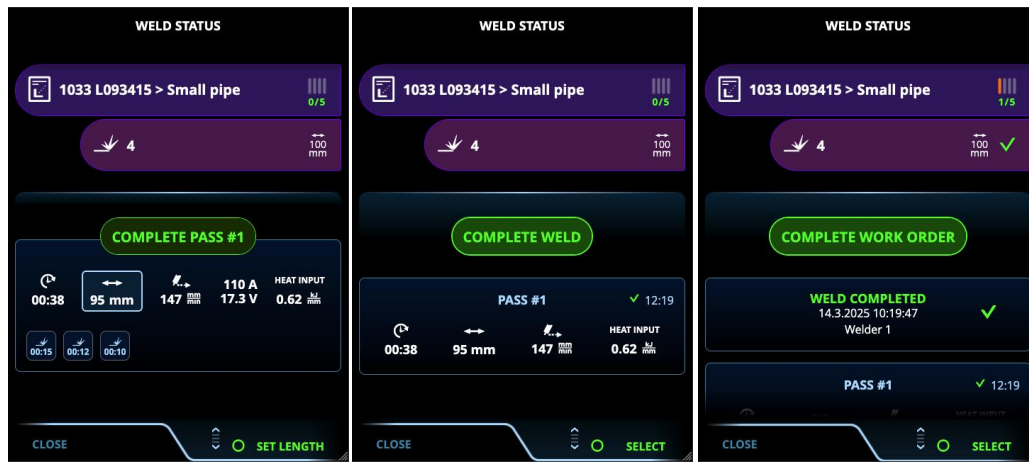 WELD STATUS
1033 L093415 > Small pipe
0/5
4
100
mm
COMPLETE PASS #1
00:38
95 mm
147 mm/min
110 A
17.3 V
HEAT INPUT
0.62 kJ/mm
00:15
00:12
00:10
CLOSE
SET LENGTH
WELD STATUS
1033 L093415 > Small pipe
0/5
4
100
mm
COMPLETE WELD
PASS #1
12:19
00:38
95 mm
147 mm/min
HEAT INPUT
0.62 kJ/mm
CLOSE
SELECT
WELD STATUS
1033 L093415 > Small pipe
1/5
4
100
mm
COMPLETE WORK ORDER
WELD COMPLETED
14.3.2025 10:19:47
Welder 1
PASS #1
12:19
HEAT INPUT
CLOSE
SELECT